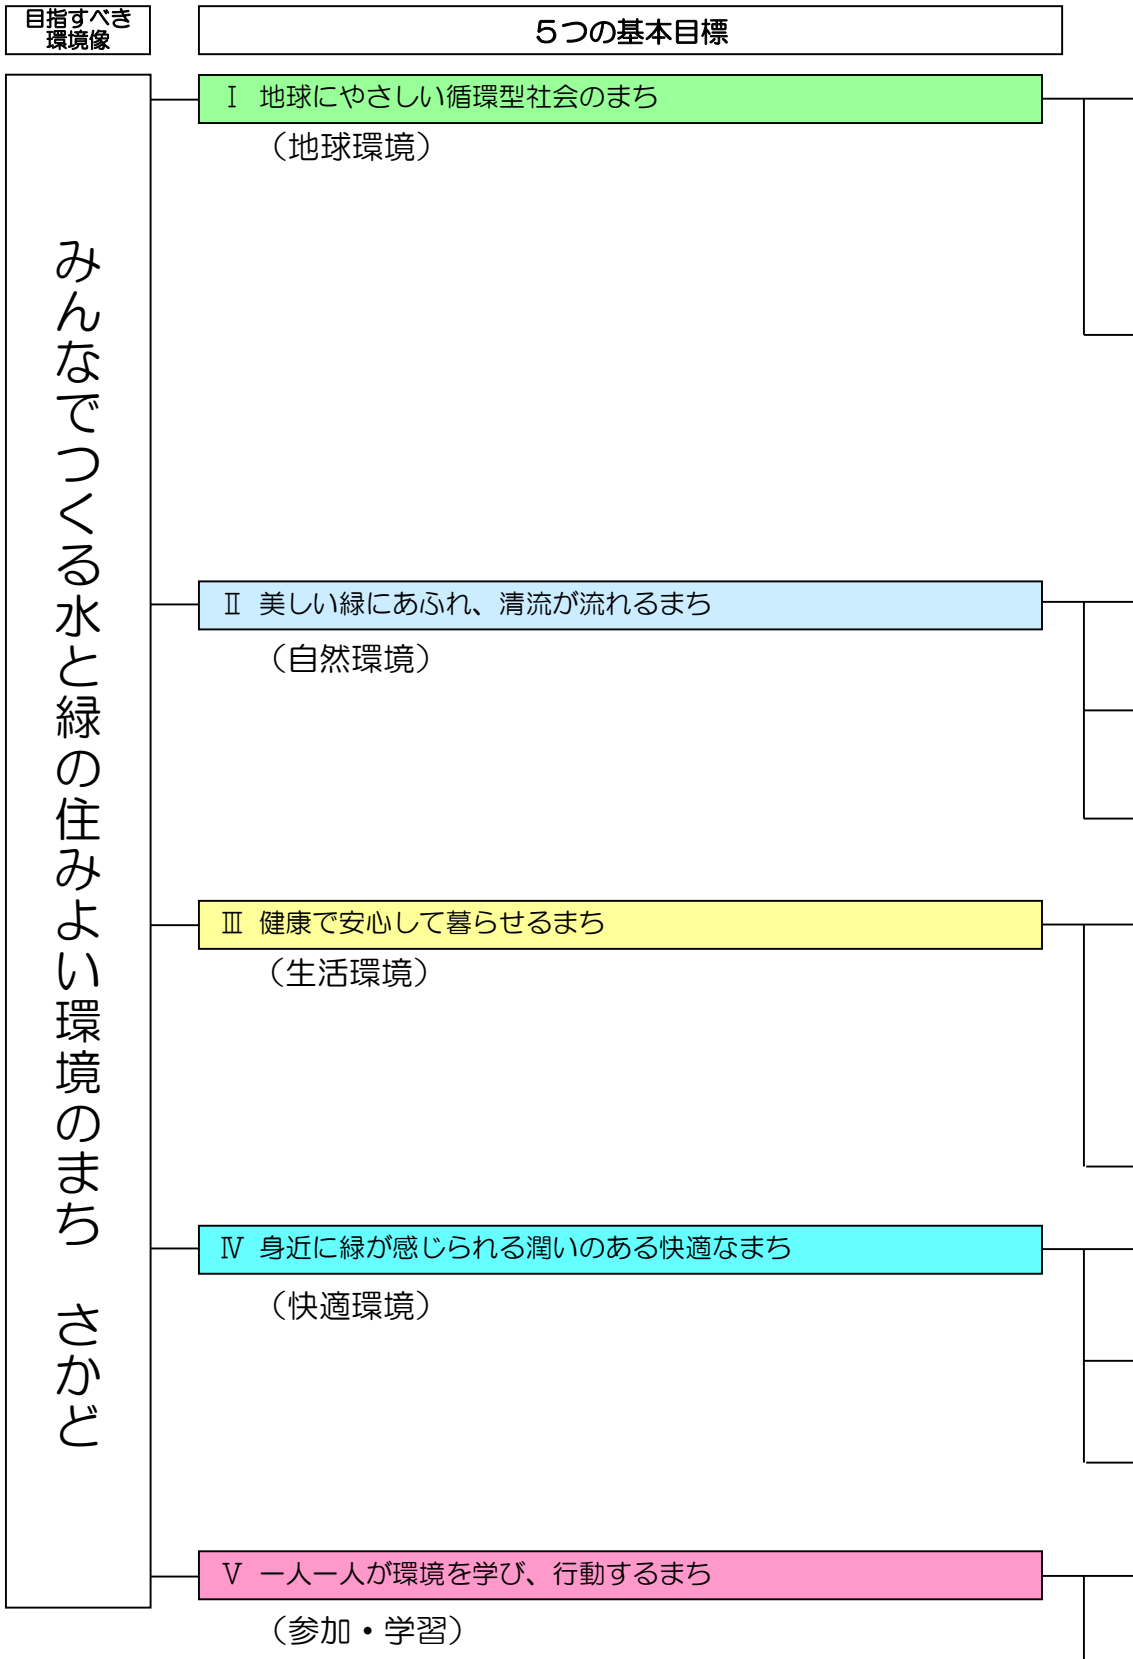 目指すべき
環境像
５つの基本目標
みんなでつくる水と緑の住みよい環境のまち　さかど
Ⅰ 地球にやさしい循環型社会のまち
（地球環境）
Ⅱ 美しい緑にあふれ、清流が流れるまち
（自然環境）
Ⅲ 健康で安心して暮らせるまち
（生活環境）
Ⅳ 身近に緑が感じられる潤いのある快適なまち
（快適環境）
Ⅴ 一人一人が環境を学び、行動するまち
（参加・学習）